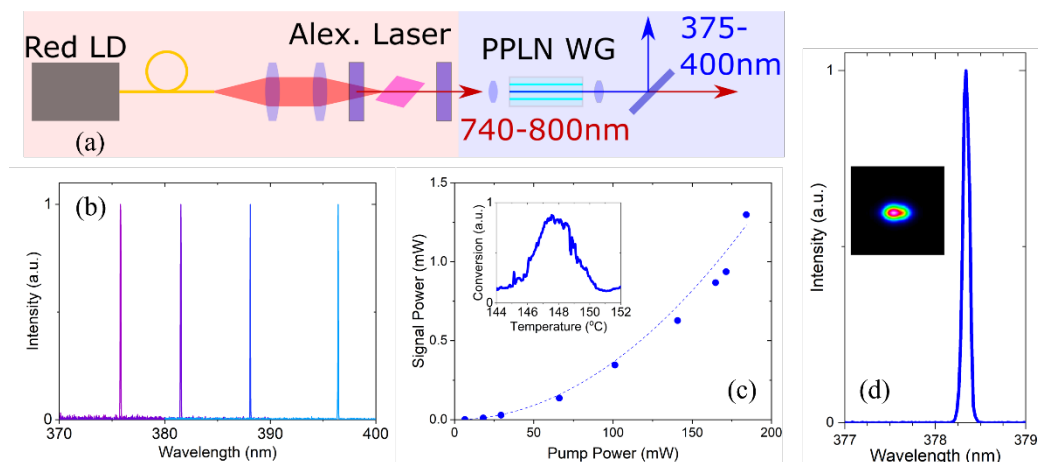 Red LD
Alex. Laser
PPLN WG
375-
400nm
740-800nm
(a)
(b)
Intensity (a.u.)
1
0
370
380
390
400
Wavelength (nm)
(c)
Signal Power (mW)
1.5
1.0
0.5
0.0
0
50
100
150
200
Pump Power (mW)
Conversion (a.u.)
1
0
144
146
148
150
152
Temperature (°C)
(d)
Intensity (a.u.)
1
0
377
378
379
Wavelength (nm)